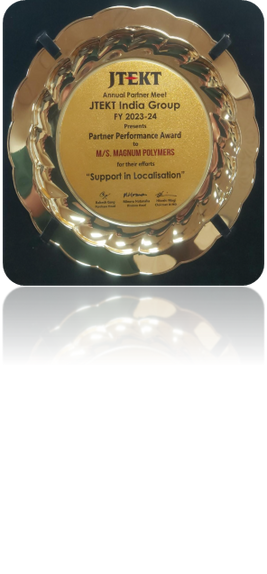 JTEKT
Annual Partner Meet
JTEKT India Group
FY 2023-24
Presents
Partner Performance Award
to
M/S. MAGNUM POLYMERS
for their efforts
"Support in Localisation"